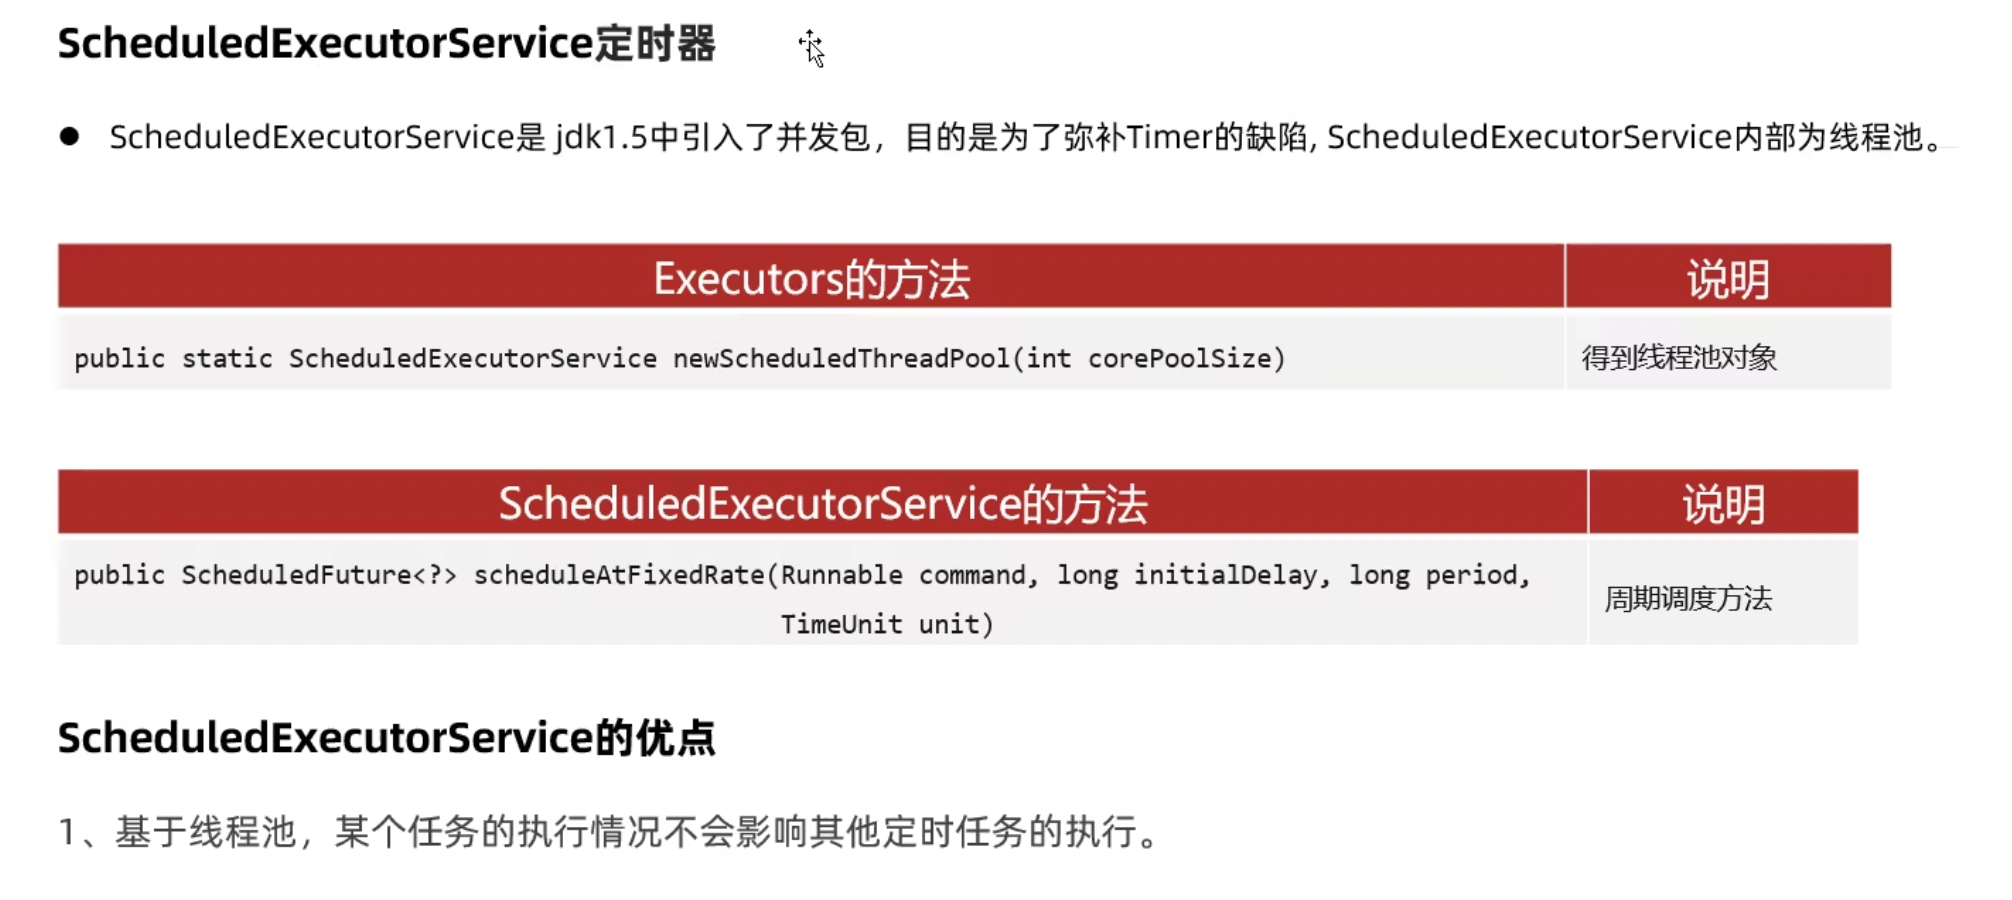 ScheduledExecutorService定时器
● ScheduledExecutorService是 jdk1.5中引入了并发包，目的是为了弥补Timer的缺陷, ScheduledExecutorService内部为线程池。
Executors的方法 说明
public static ScheduledExecutorService newScheduledThreadPool(int corePoolSize) 得到线程池对象
ScheduledExecutorService的方法 说明
public ScheduledFuture<?> scheduleAtFixedRate(Runnable command, long initialDelay, long period,
TimeUnit unit)
周期调度方法
ScheduledExecutorService的优点
1、基于线程池，某个任务的执行情况不会影响其他定时任务的执行。